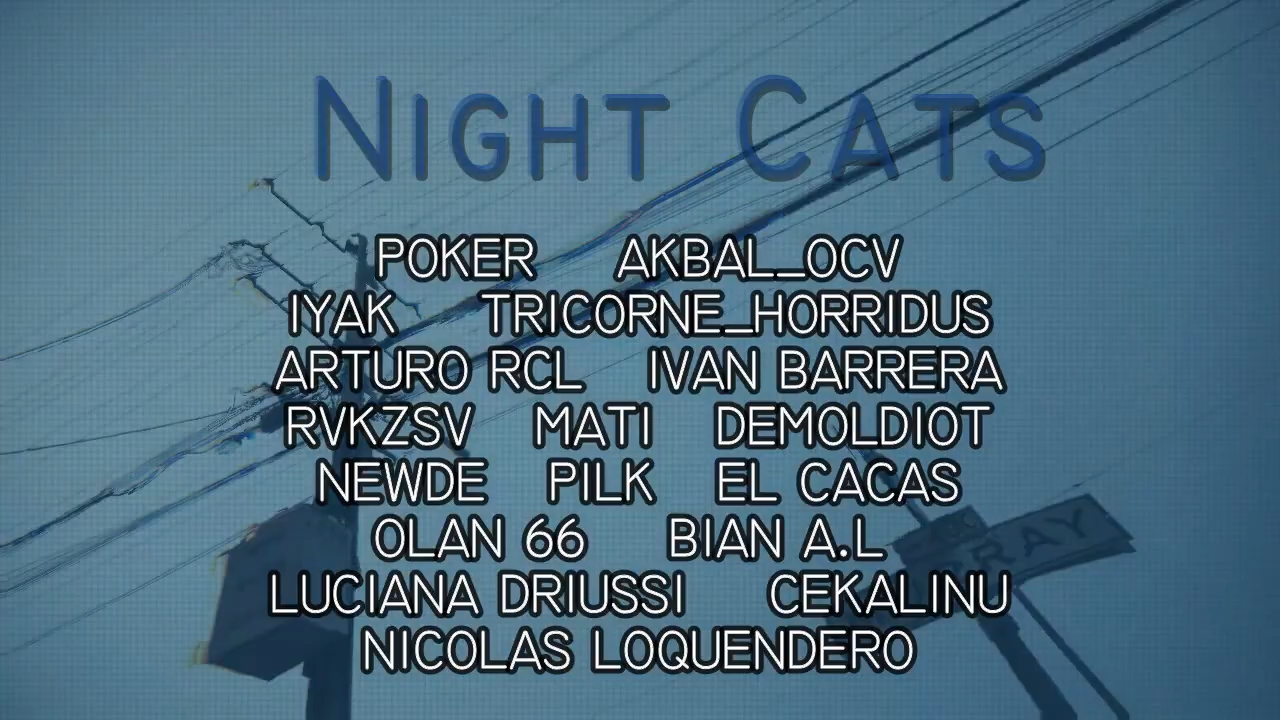 Night Cats
POKER AKBAL_OCV
IYAK TRICORNE_HORRIDUS
ARTURO RCL IVAN BARRERA
RVKZSV MATI DEMOLDIOT
NEWDE PILK EL CACAS
OLAN 66 BIAN A.L
LUCIANA DRIUSSI CEKALINU
NICOLAS LOQUENDERO